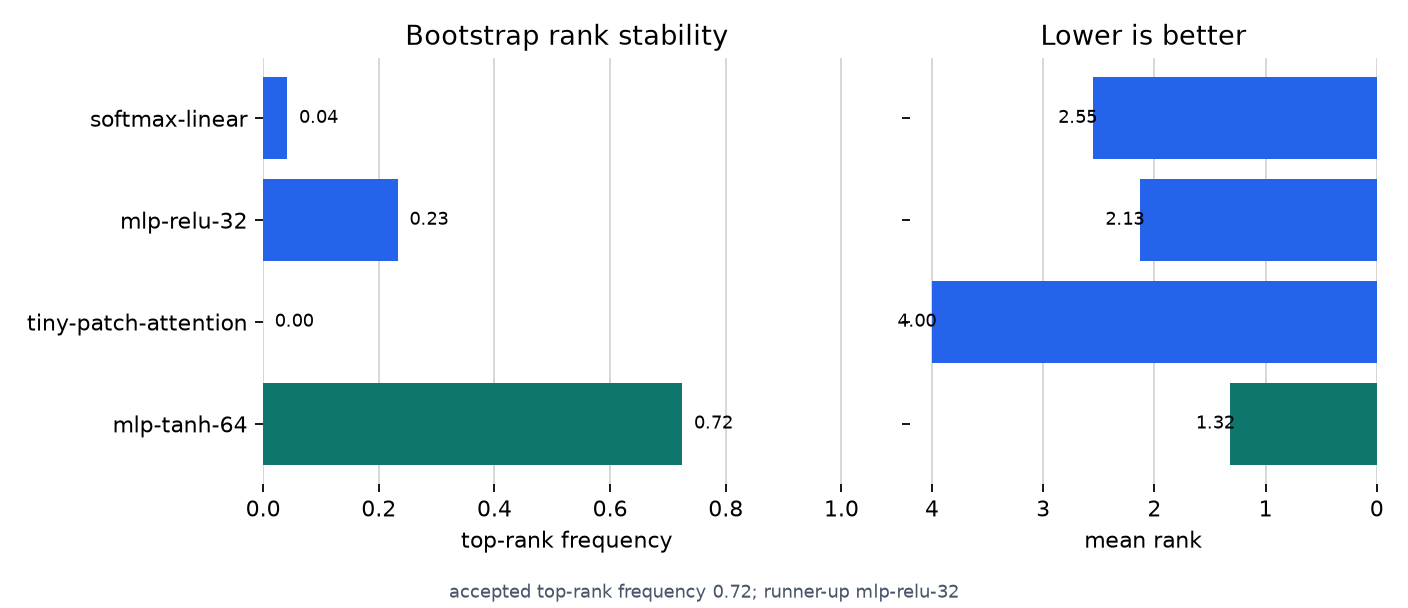 Bootstrap rank stability
Lower is better
softmax-linear
0.04
2.55
mlp-relu-32
0.23
2.13
tiny-patch-attention
0.00
4.00
mlp-tanh-64
0.72
1.32
0.0 0.2 0.4 0.6 0.8 1.0
4 3 2 1 0
top-rank frequency
mean rank
accepted top-rank frequency 0.72; runner-up mlp-relu-32